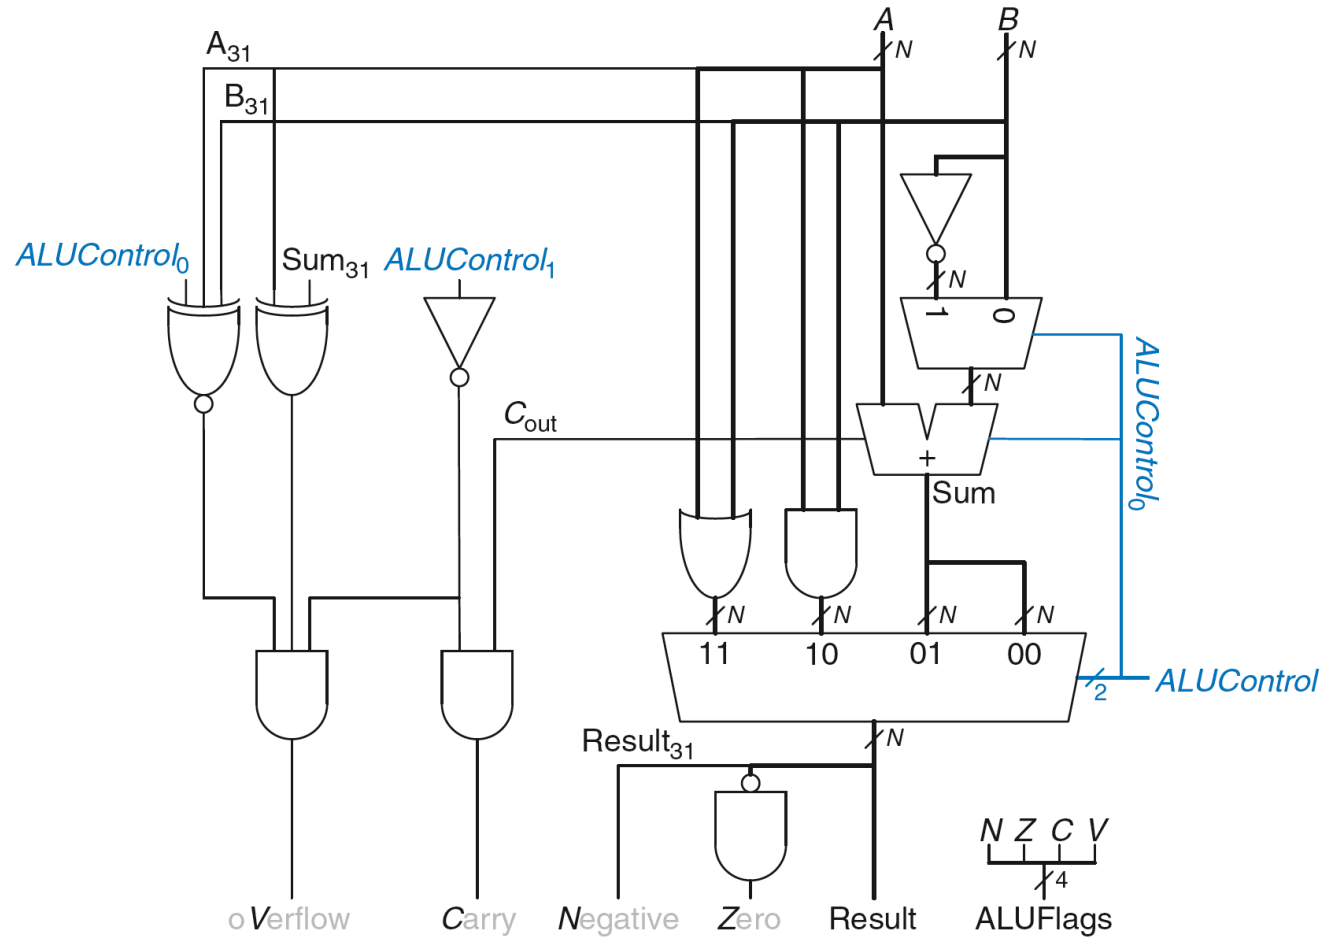 A
B
N
N
A31
B31
ALUControl0
Sum31
ALUControl1
N
1
0
ALUControl0
N
Cout
+
Sum
N
N
N
N
11
10
01
00
2
ALUControl
N
Result31
N Z C V
4
oVerflow
Carry
Negative
Zero
Result
ALUFlags